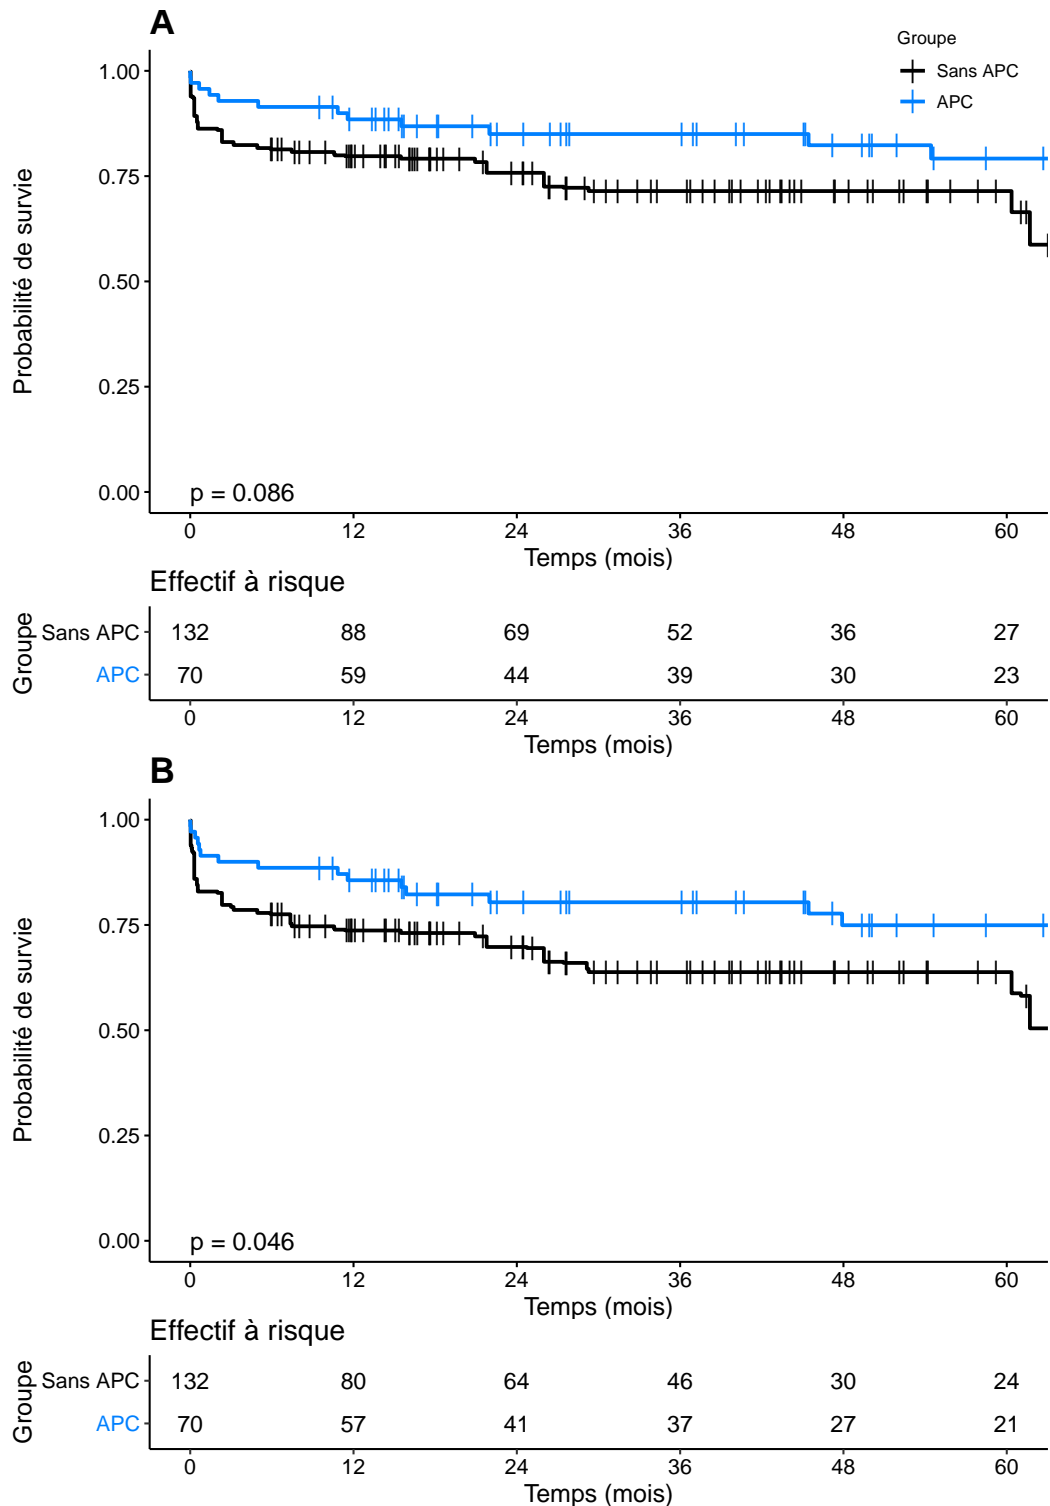 A
Groupe
Sans APC
APC
Probabilité de survie
1.00
0.75
0.50
0.25
0.00
p = 0.086
0 12 24 36 48 60
Temps (mois)
Effectif à risque
Groupe
Sans APC 132 88 69 52 36 27
APC 70 59 44 39 30 23
0 12 24 36 48 60
Temps (mois)
B
Probabilité de survie
1.00
0.75
0.50
0.25
0.00
p = 0.046
0 12 24 36 48 60
Temps (mois)
Effectif à risque
Groupe
Sans APC 132 80 64 46 30 24
APC 70 57 41 37 27 21
0 12 24 36 48 60
Temps (mois)